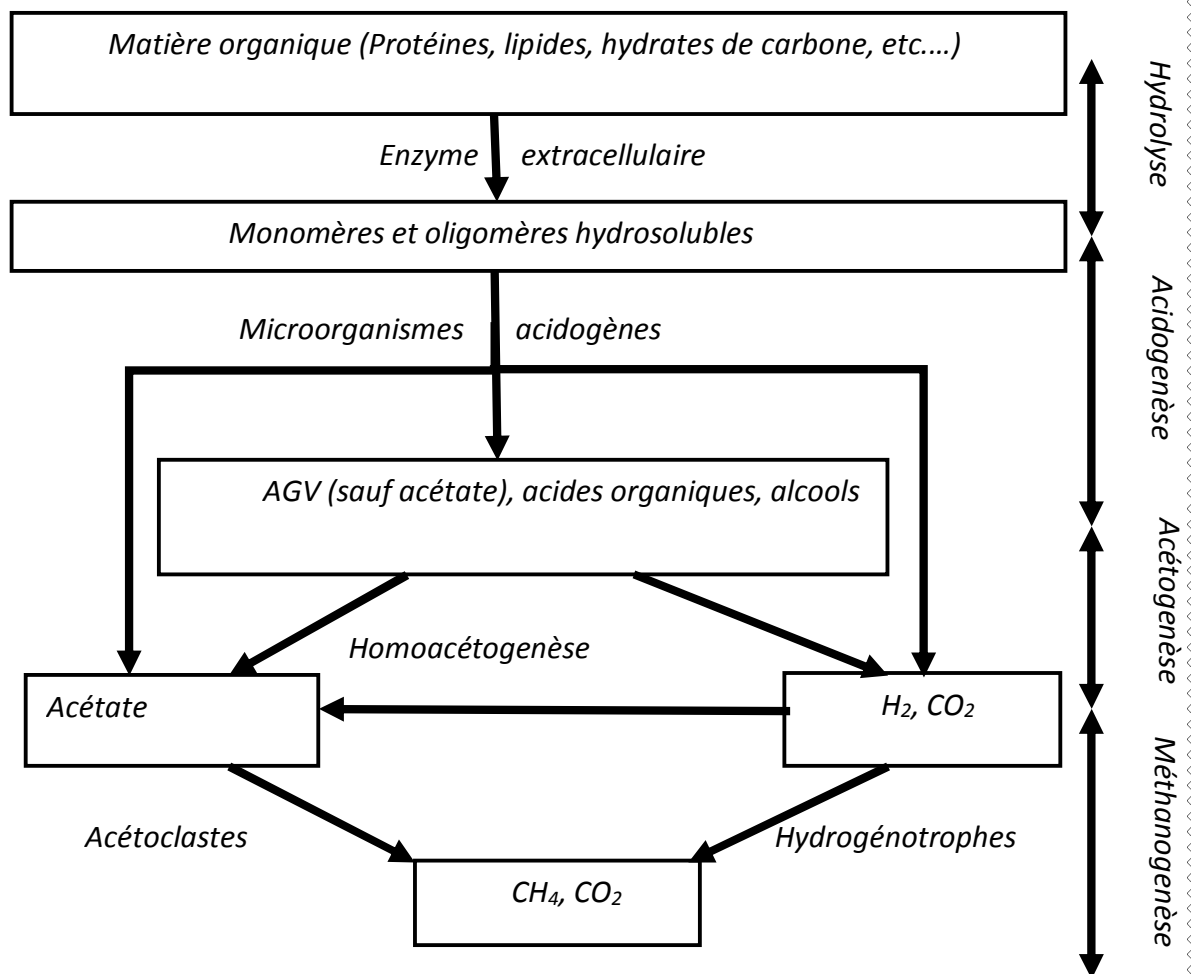 Matière organique (Protéines, lipides, hydrates de carbone, etc.…)
Hydrolyse
Enzyme extracellulaire
Monomères et oligomères hydrosolubles
Acidogenèse
Microorganismes acidogènes
AGV (sauf acétate), acides organiques, alcools
Acétogenèse
Homoacétogenèse
Acétate
H₂, CO₂
Méthanogenèse
Acétoclastes
Hydrogénotrophes
CH₄, CO₂